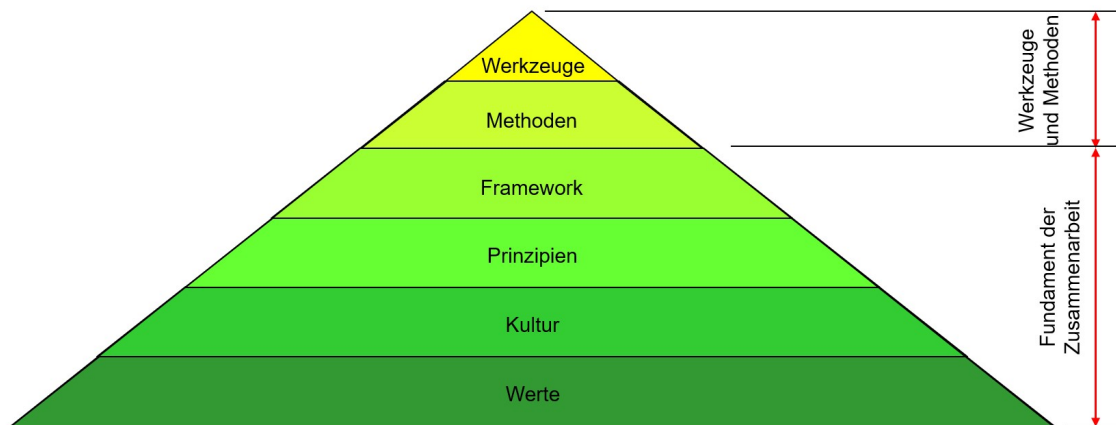 Werkzeuge
Methoden
Framework
Prinzipien
Kultur
Werte
Werkzeuge
und Methoden
Fundament der
Zusammenarbeit